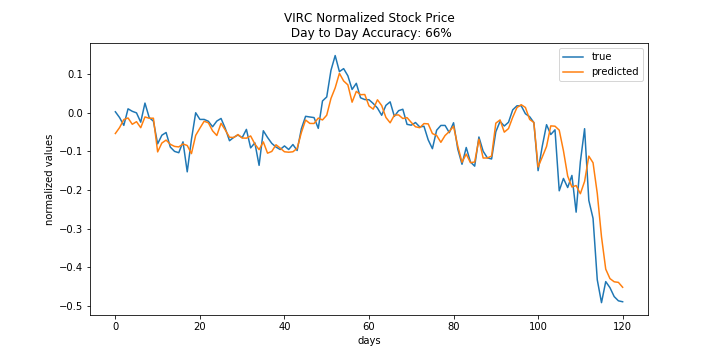 VIRC Normalized Stock Price
Day to Day Accuracy: 66%
true
predicted
normalized values
0.1
0.0
−0.1
−0.2
−0.3
−0.4
−0.5
0 20 40 60 80 100 120
days